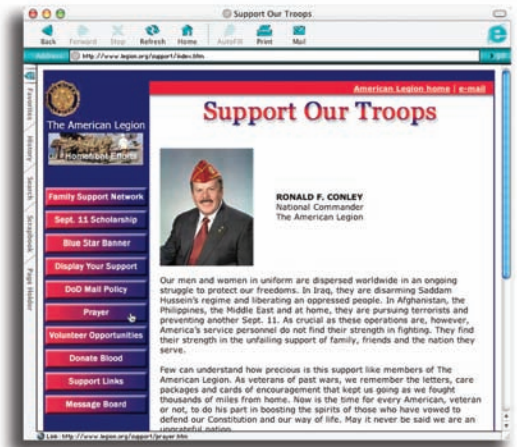 Support Our Troops
Back Forward Stop Refresh Home AutoFill Print Mail
Address: http://www.legion.org/support/index.htm go
Favorites
History
Search
Scrapbook
Page Holder
American Legion home | e-mail
Support Our Troops
The American Legion
Homefront Efforts
Family Support Network
Sept. 11 Scholarship
Blue Star Banner
Display Your Support
DoD Mail Policy
Prayer
Volunteer Opportunities
Donate Blood
Support Links
Message Board
RONALD F. CONLEY
National Commander
The American Legion
Our men and women in uniform are dispersed worldwide in an ongoing
struggle to protect our freedoms. In Iraq, they are disarming Saddam
Hussein's regime and liberating an oppressed people. In Afghanistan, the
Philippines, the Middle East and at home, they are pursuing terrorists and
preventing another Sept. 11. As crucial as these operations are, however,
America's service personnel do not find their strength in fighting. They find
their strength in the unfailing support of family, friends and the nation they
serve.
Few can understand how precious is this support like members of The
American Legion. As veterans of past wars, we remember the letters, care
packages and cards of encouragement that kept us going as we fought
thousands of miles from home. Now is the time for every American, veteran
or not, to do his part in boosting the spirits of those who have vowed to
defend our Constitution and our way of life. May it never be said we are an
ungrateful nation
Link: http://www.legion.org/support/prayer.htm